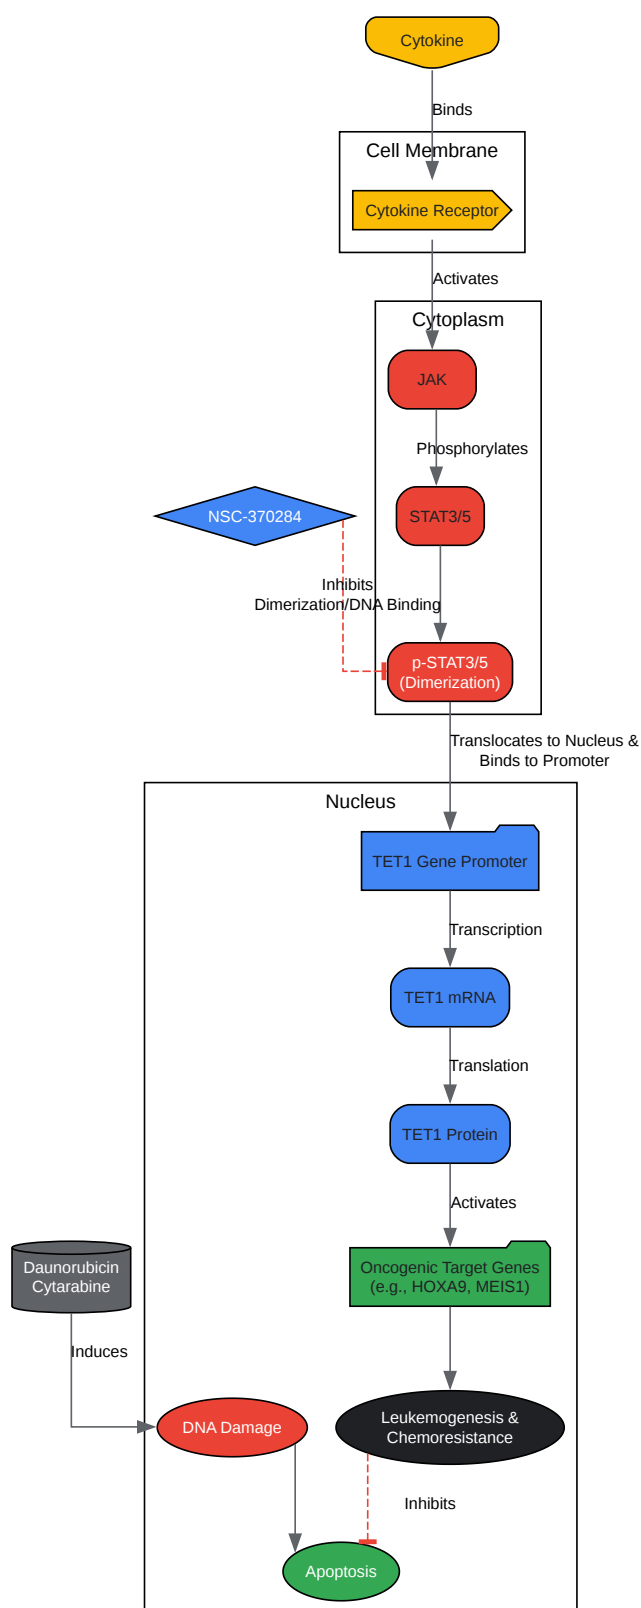 Cytokine
Binds
Cell Membrane
Cytokine Receptor
Activates
Cytoplasm
JAK
Phosphorylates
NSC-370284
STAT3/5
Inhibits
Dimerization/DNA Binding
p-STAT3/5
(Dimerization)
Translocates to Nucleus &
Binds to Promoter
Nucleus
TET1 Gene Promoter
Transcription
TET1 mRNA
Translation
TET1 Protein
Activates
Daunorubicin
Cytarabine
Oncogenic Target Genes
(e.g., HOXA9, MEIS1)
Induces
DNA Damage
Leukemogenesis &
Chemoresistance
Inhibits
Apoptosis